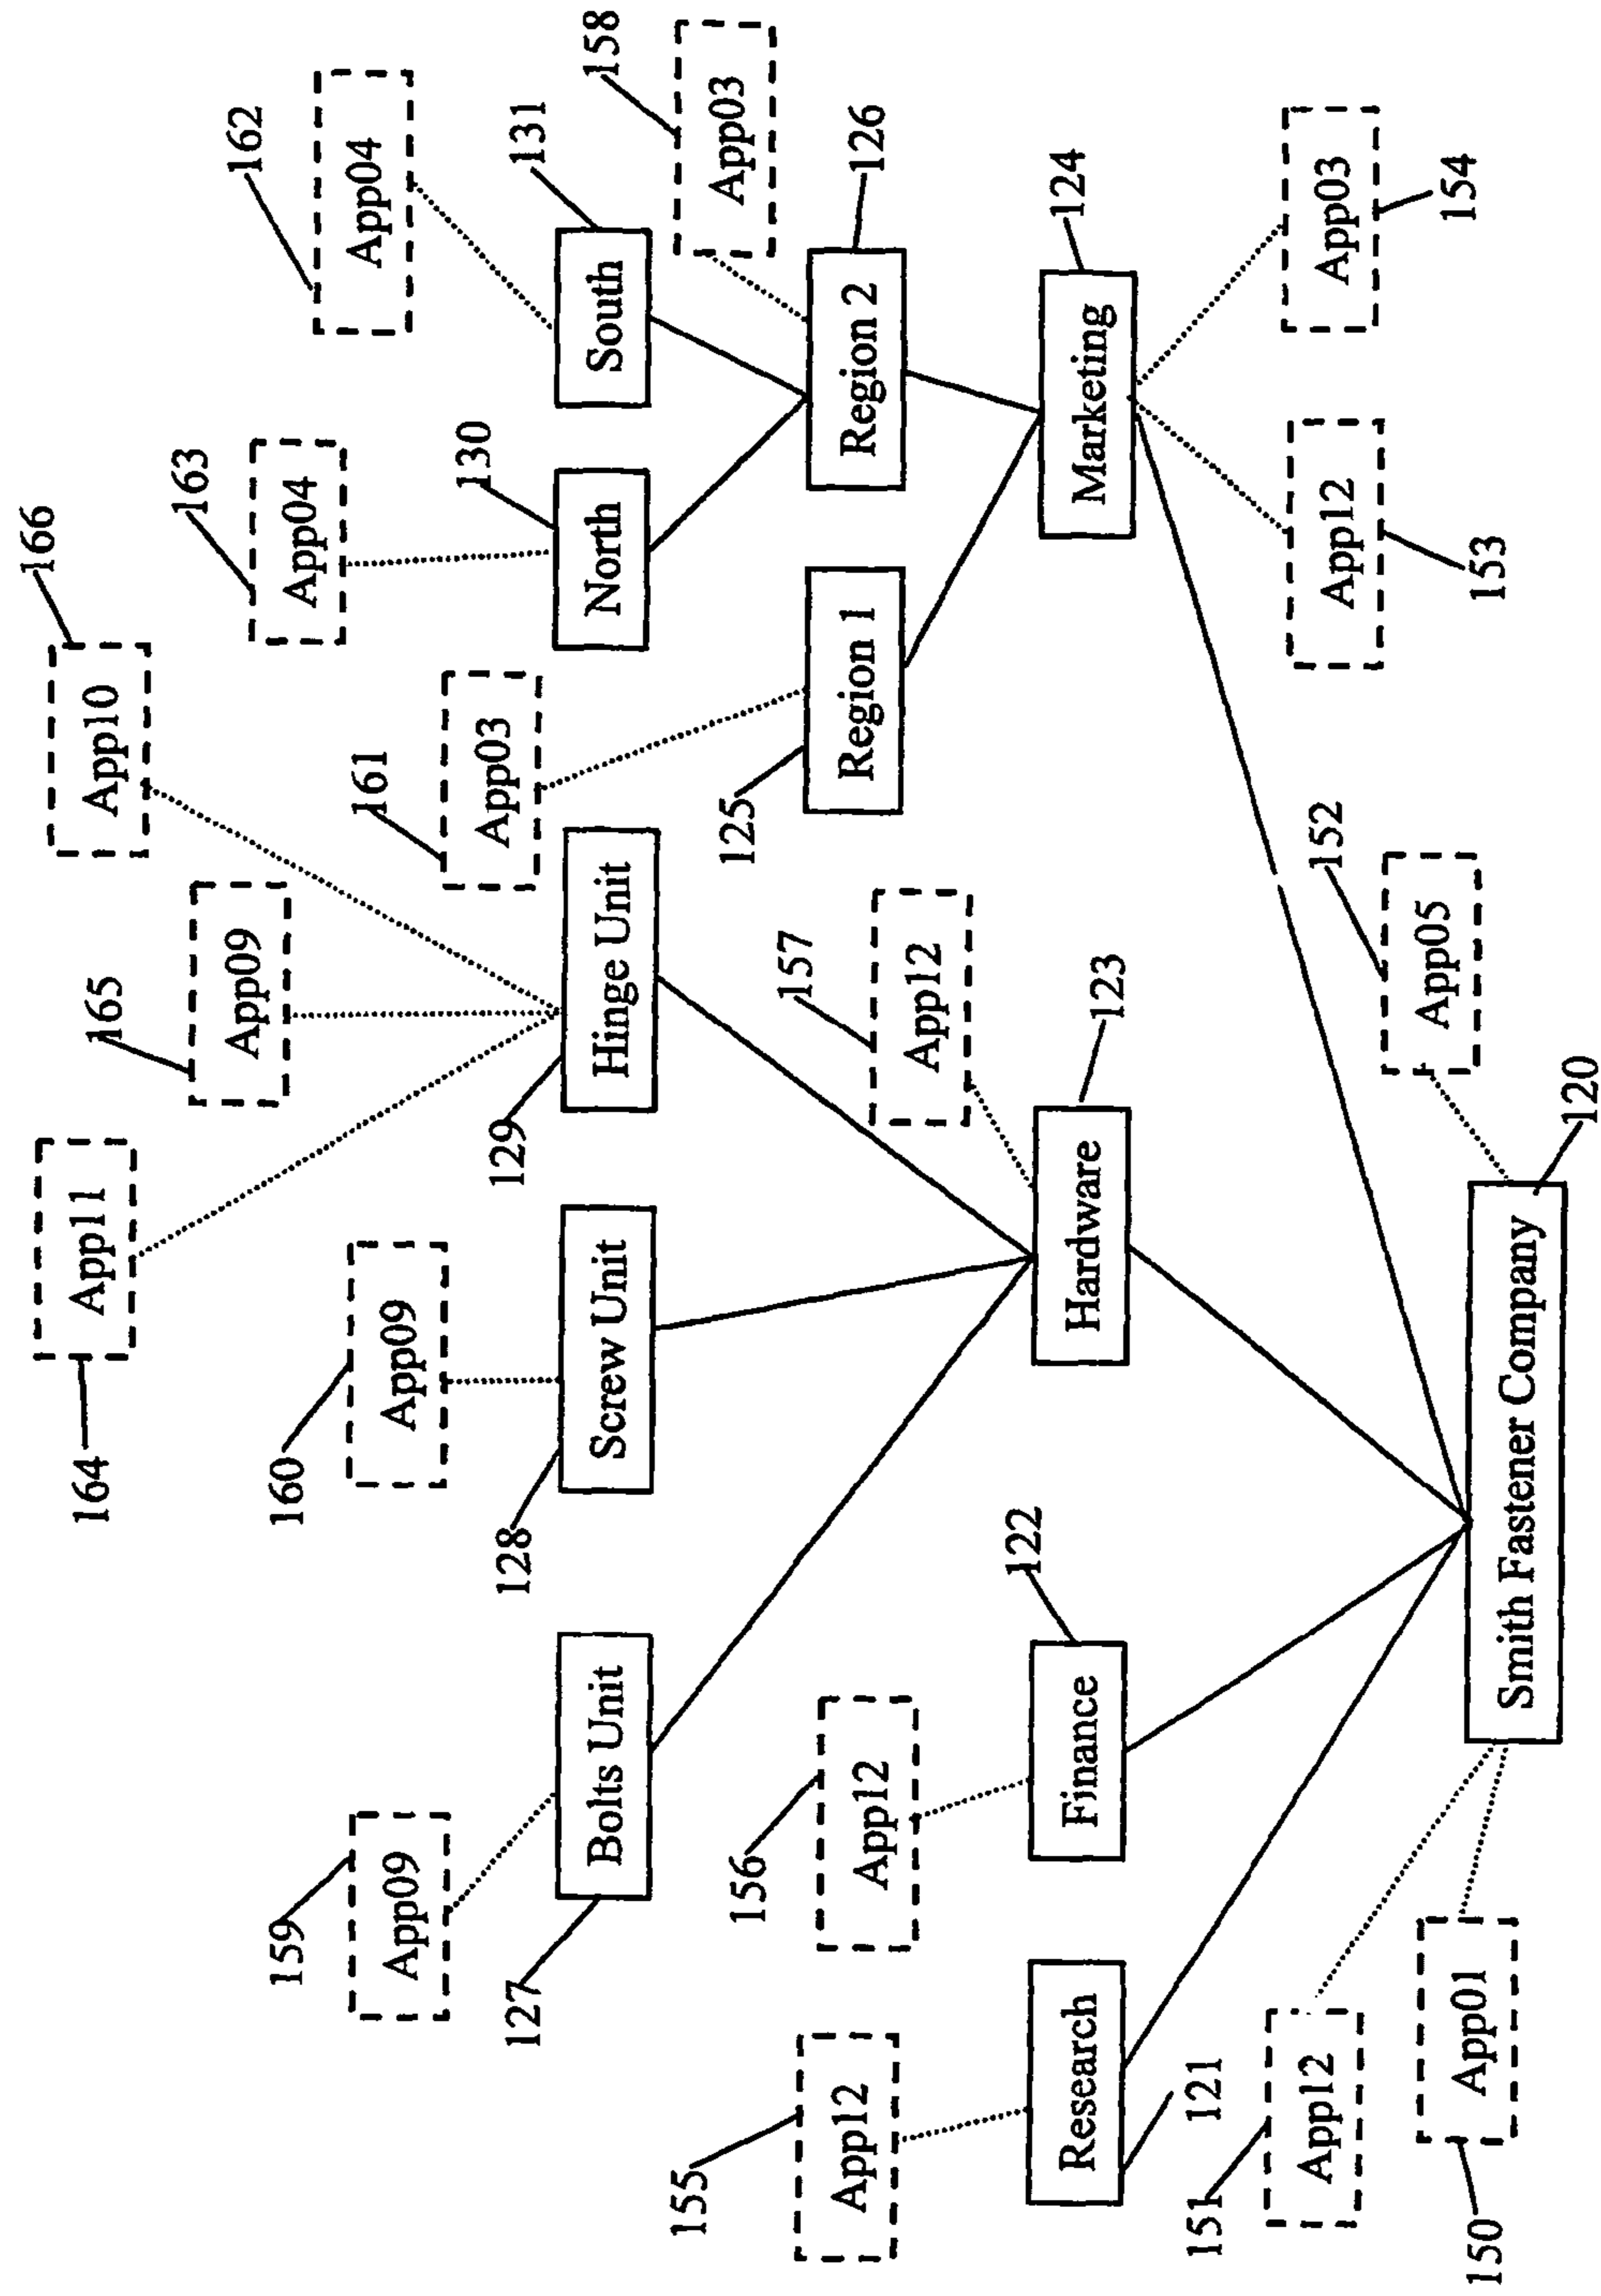 164
App11
165
App09
166
App10
163
App04
162
App04
159
App09
160
App09
161
App03
127
Bolts Unit
128
Screw Unit
129
Hinge Unit
130
North
131
South
158
App03
155
App12
156
App12
157
App12
125
Region 1
Region 2
126
Research
121
Finance
122
Hardware
123
Marketing
124
151
App12
150
App01
Smith Fastener Company
120
152
App05
App12
153
App03
154